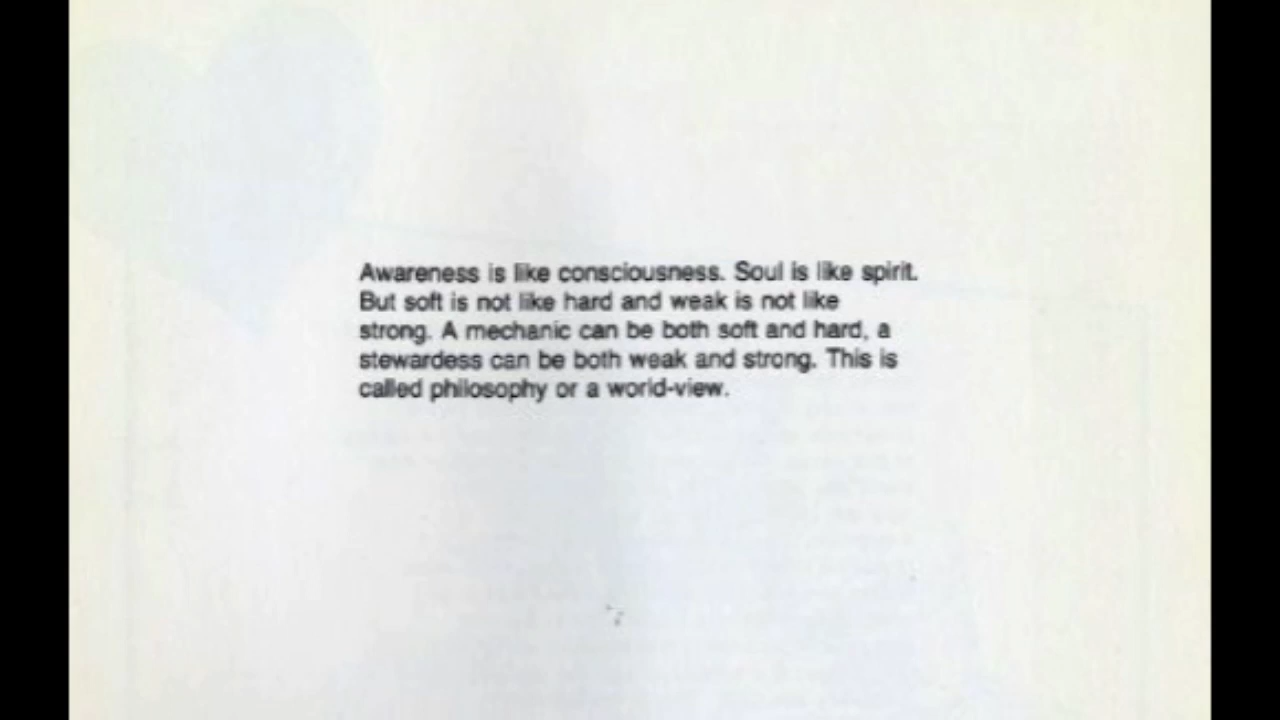 Awareness is like consciousness. Soul is like spirit.
But soft is not like hard and weak is not like
strong. A mechanic can be both soft and hard, a
stewardess can be both weak and strong. This is
called philosophy or a world-view.